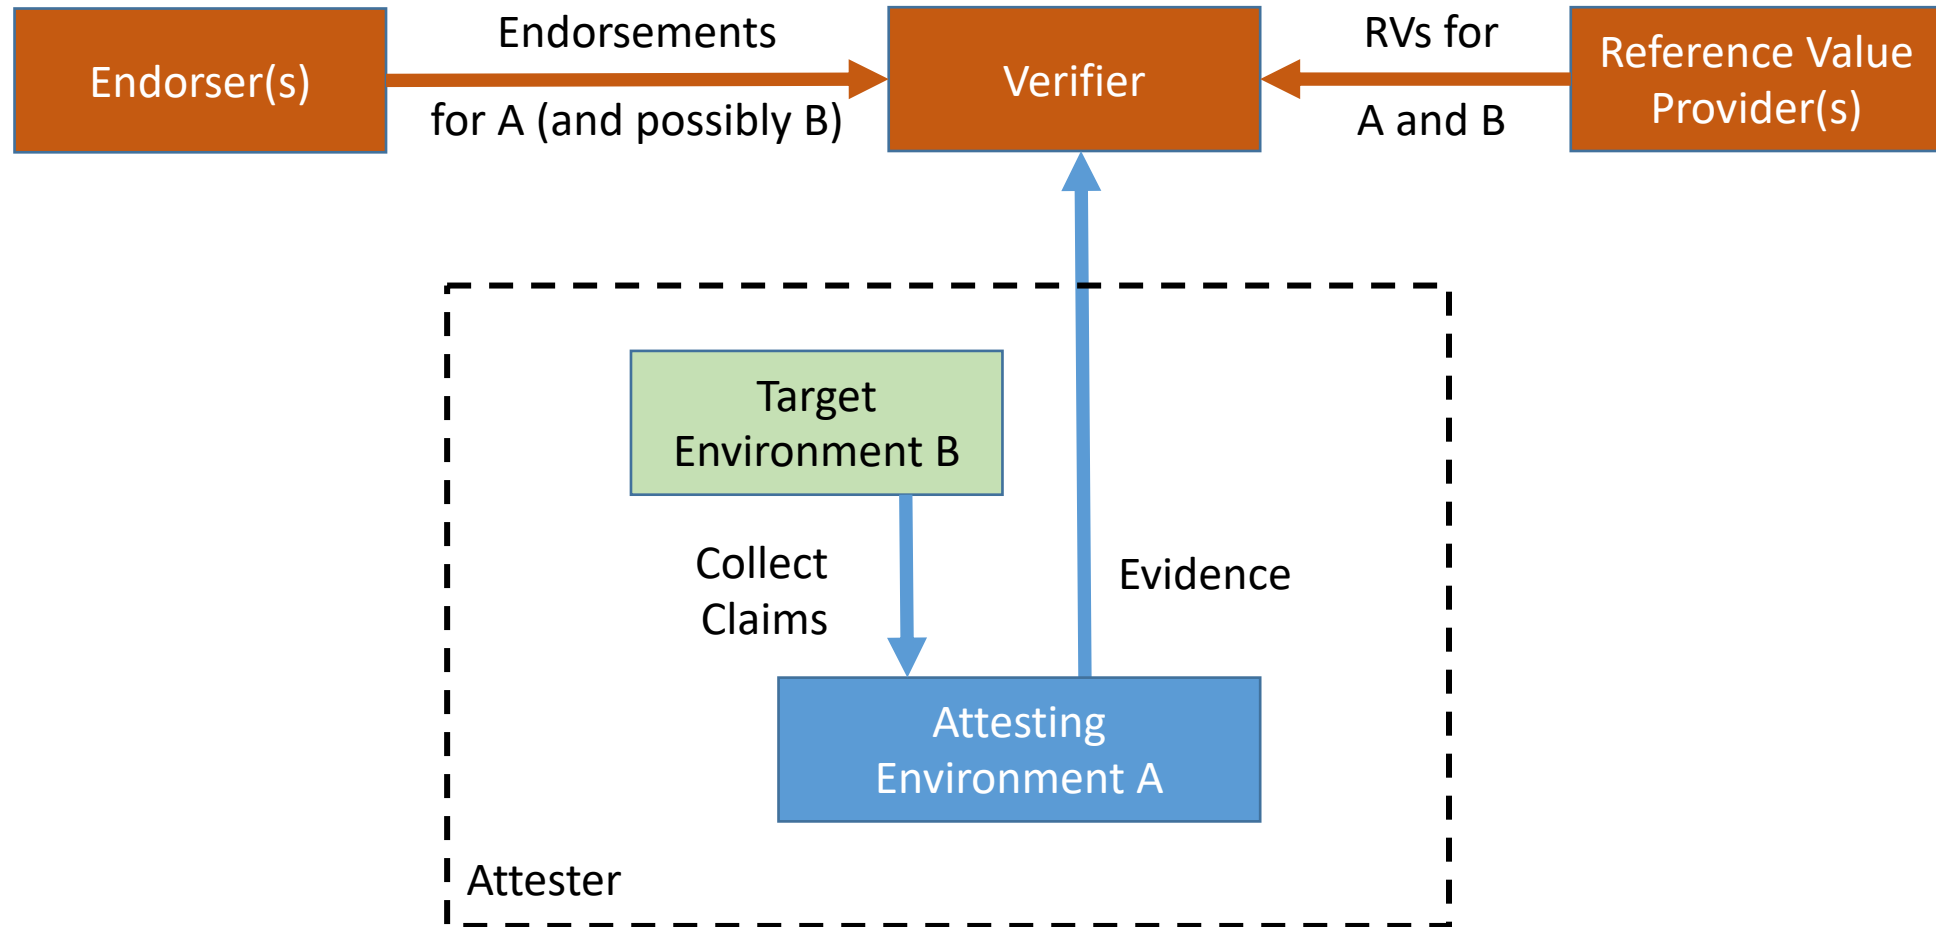 Endorser(s)
Endorsements
for A (and possibly B)
Verifier
RVs for
A and B
Reference Value
Provider(s)
Target
Environment B
Collect
Claims
Evidence
Attesting
Environment A
Attester